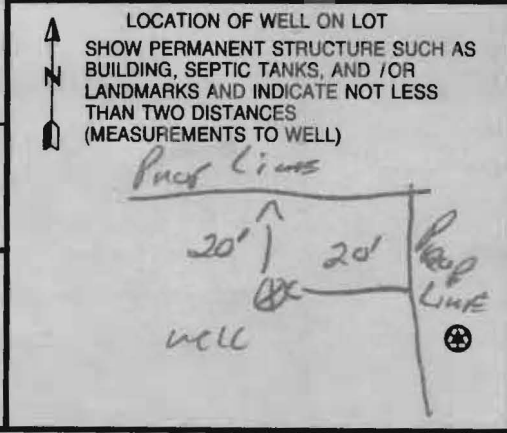 LOCATION OF WELL ON LOT
SHOW PERMANENT STRUCTURE SUCH AS
BUILDING, SEPTIC TANKS, AND /OR
LANDMARKS AND INDICATE NOT LESS
THAN TWO DISTANCES
(MEASUREMENTS TO WELL)
N
Prop Lines
20'
20'
Prop
Line
well